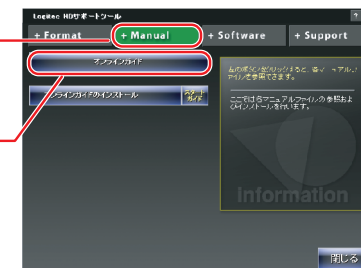 Logitec HDサポートツール
?
+ Format
+ Manual
+ Software
+ Support
オンラインガイド
オンラインガイドのインストール
ここでは各マニュアルファイルの参照およ
びインストールを行います。
Information
閉じる